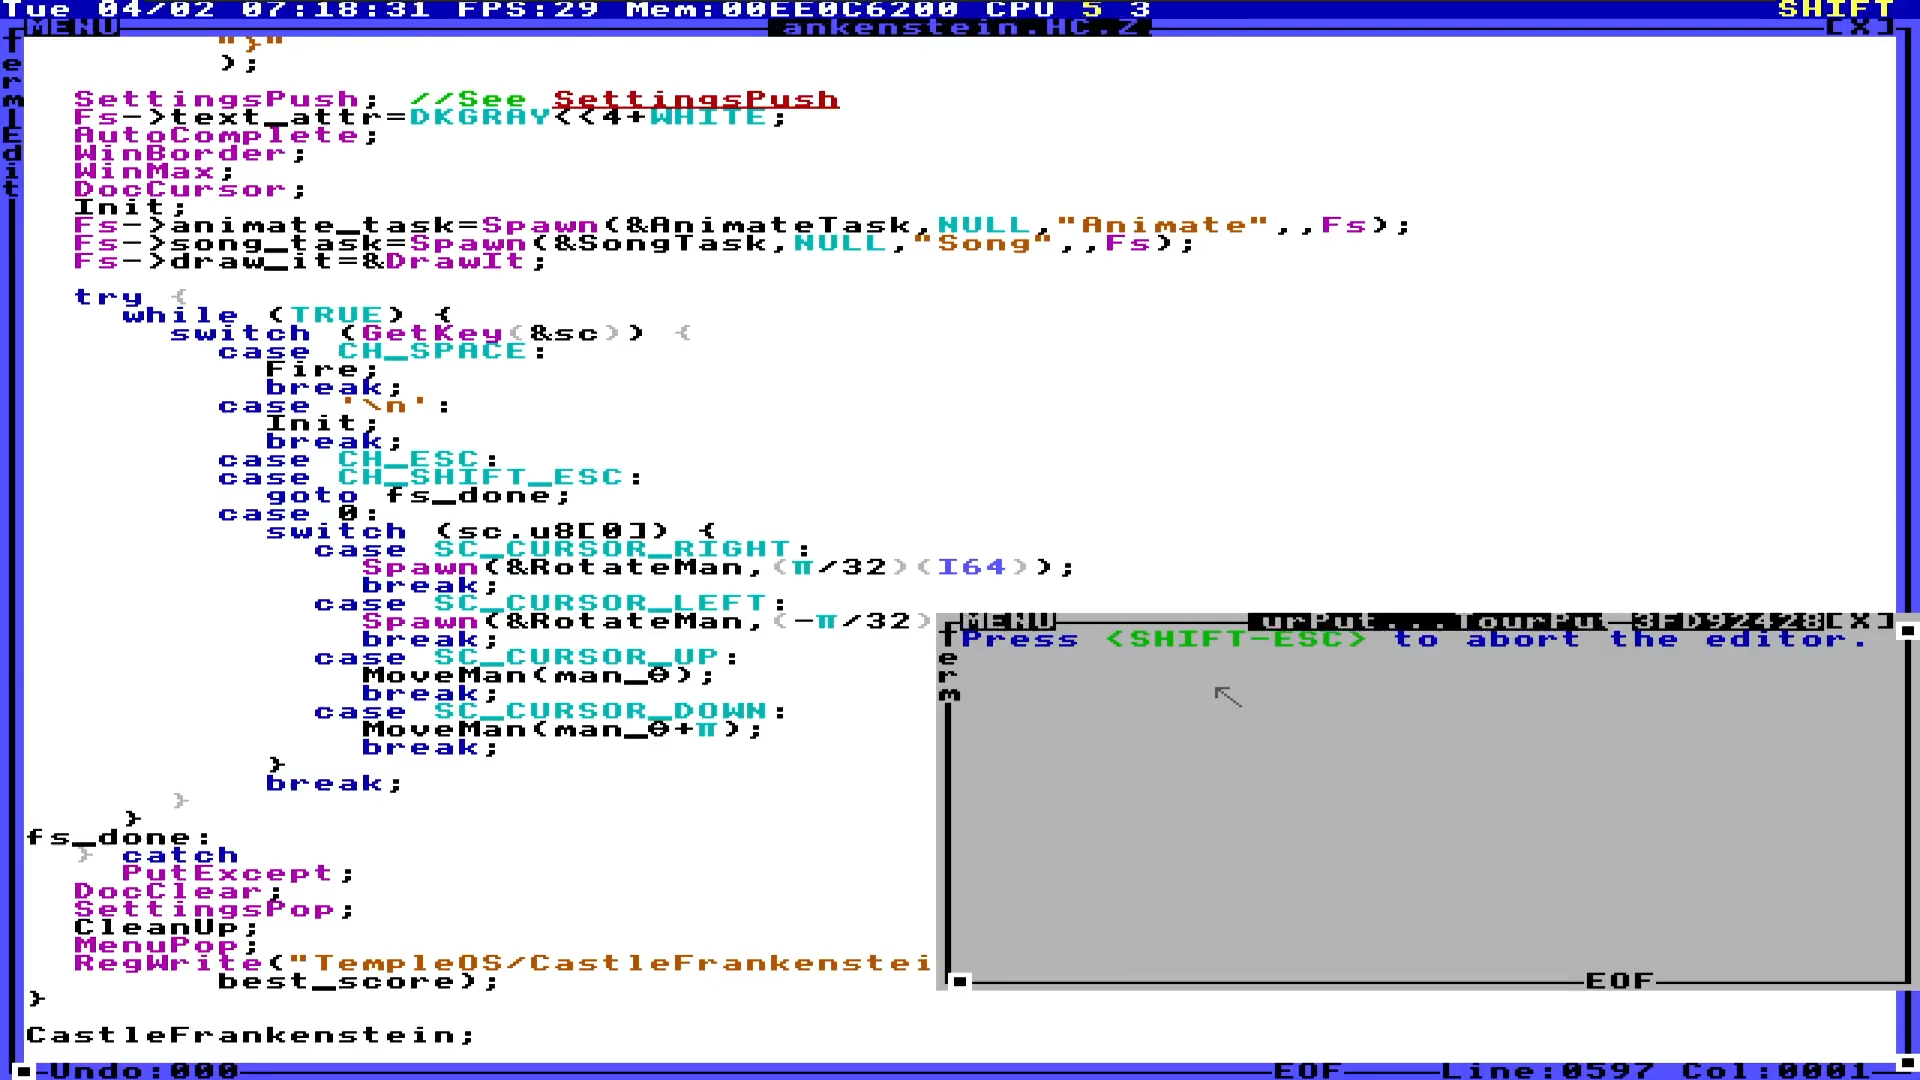 Tue 04/02 07:18:31 FPS:29 Mem:00EE0C6200 CPU 5 3 SHIFT
MENU ankenstein.HC.Z [X]
"}"
);
SettingsPush; //See SettingsPush
Fs->text_attr=DKGRAY<<4+WHITE;
AutoComplete;
WinBorder;
WinMax;
DocCursor;
Init;
Fs->animate_task=Spawn(&AnimateTask,NULL,"Animate",,Fs);
Fs->song_task=Spawn(&SongTask,NULL,"Song",,Fs);
Fs->draw_it=&DrawIt;
try {
while (TRUE) {
switch (GetKey(&sc)) {
case CH_SPACE:
Fire;
break;
case '\n':
Init;
break;
case CH_ESC:
case CH_SHIFT_ESC:
goto fs_done;
case 0:
switch (sc.u8[0]) {
case SC_CURSOR_RIGHT:
Spawn(&RotateMan,(π/32)(I64));
break;
case SC_CURSOR_LEFT:
Spawn(&RotateMan,(-π/32)
break;
case SC_CURSOR_UP:
MoveMan(man_θ);
break;
case SC_CURSOR_DOWN:
MoveMan(man_θ+π);
break;
}
break;
}
}
fs_done:
} catch
PutExcept;
DocClear;
SettingsPop;
CleanUp;
MenuPop;
RegWrite("TempleOS/CastleFrankenstei
best_score);
}
CastleFrankenstein;
Undo:000 EOF Line:0597 Col:0001
TermEdit
MENU urPut...TourPut 3FD92428[X]
Press <SHIFT-ESC> to abort the editor.
Term
EOF